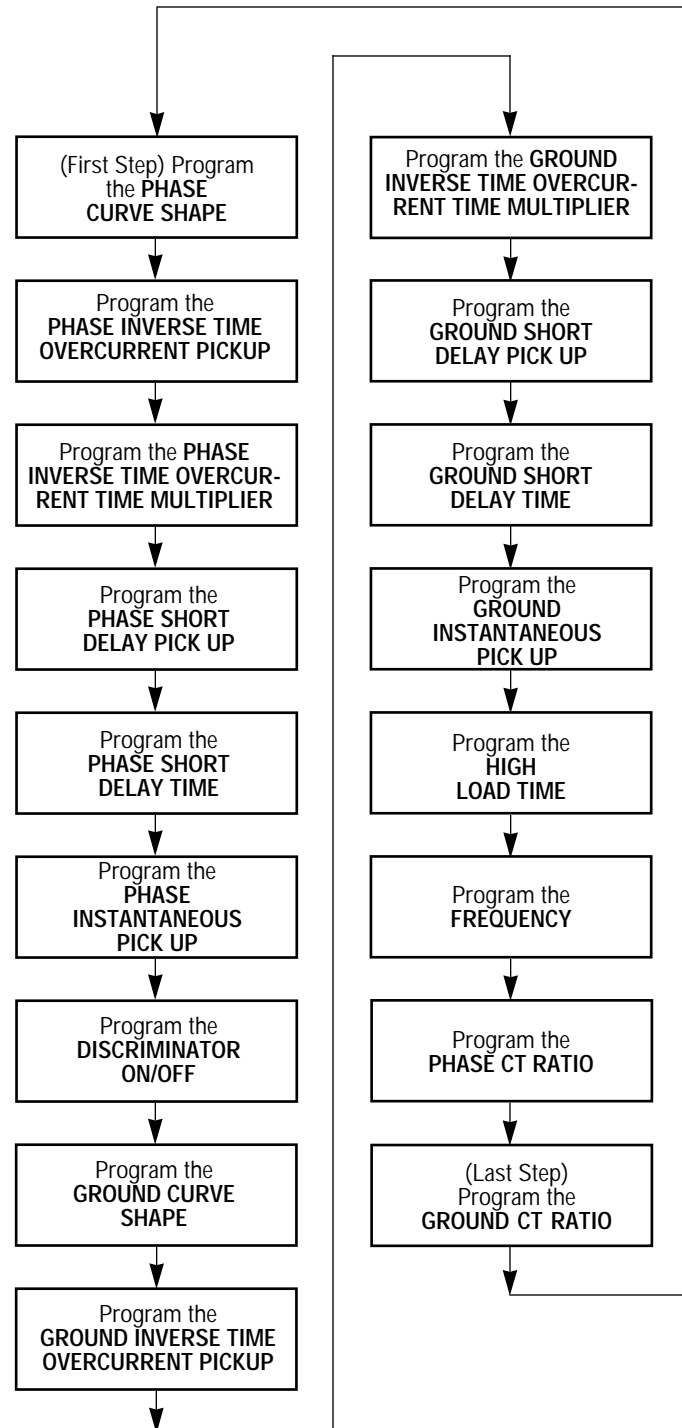 (First Step) Program
the PHASE
CURVE SHAPE
Program the
PHASE INVERSE TIME
OVERCURRENT PICKUP
Program the PHASE
INVERSE TIME OVERCUR-
RENT TIME MULTIPLIER
Program the
PHASE SHORT
DELAY PICK UP
Program the
PHASE SHORT
DELAY TIME
Program the
PHASE
INSTANTANEOUS
PICK UP
Program the
DISCRIMINATOR
ON/OFF
Program the
GROUND CURVE
SHAPE
Program the
GROUND INVERSE TIME
OVERCURRENT PICKUP
Program the GROUND
INVERSE TIME OVERCUR-
RENT TIME MULTIPLIER
Program the
GROUND SHORT
DELAY PICK UP
Program the
GROUND SHORT
DELAY TIME
Program the
GROUND
INSTANTANEOUS
PICK UP
Program the
HIGH
LOAD TIME
Program the
FREQUENCY
Program the
PHASE CT RATIO
(Last Step)
Program the
GROUND CT RATIO